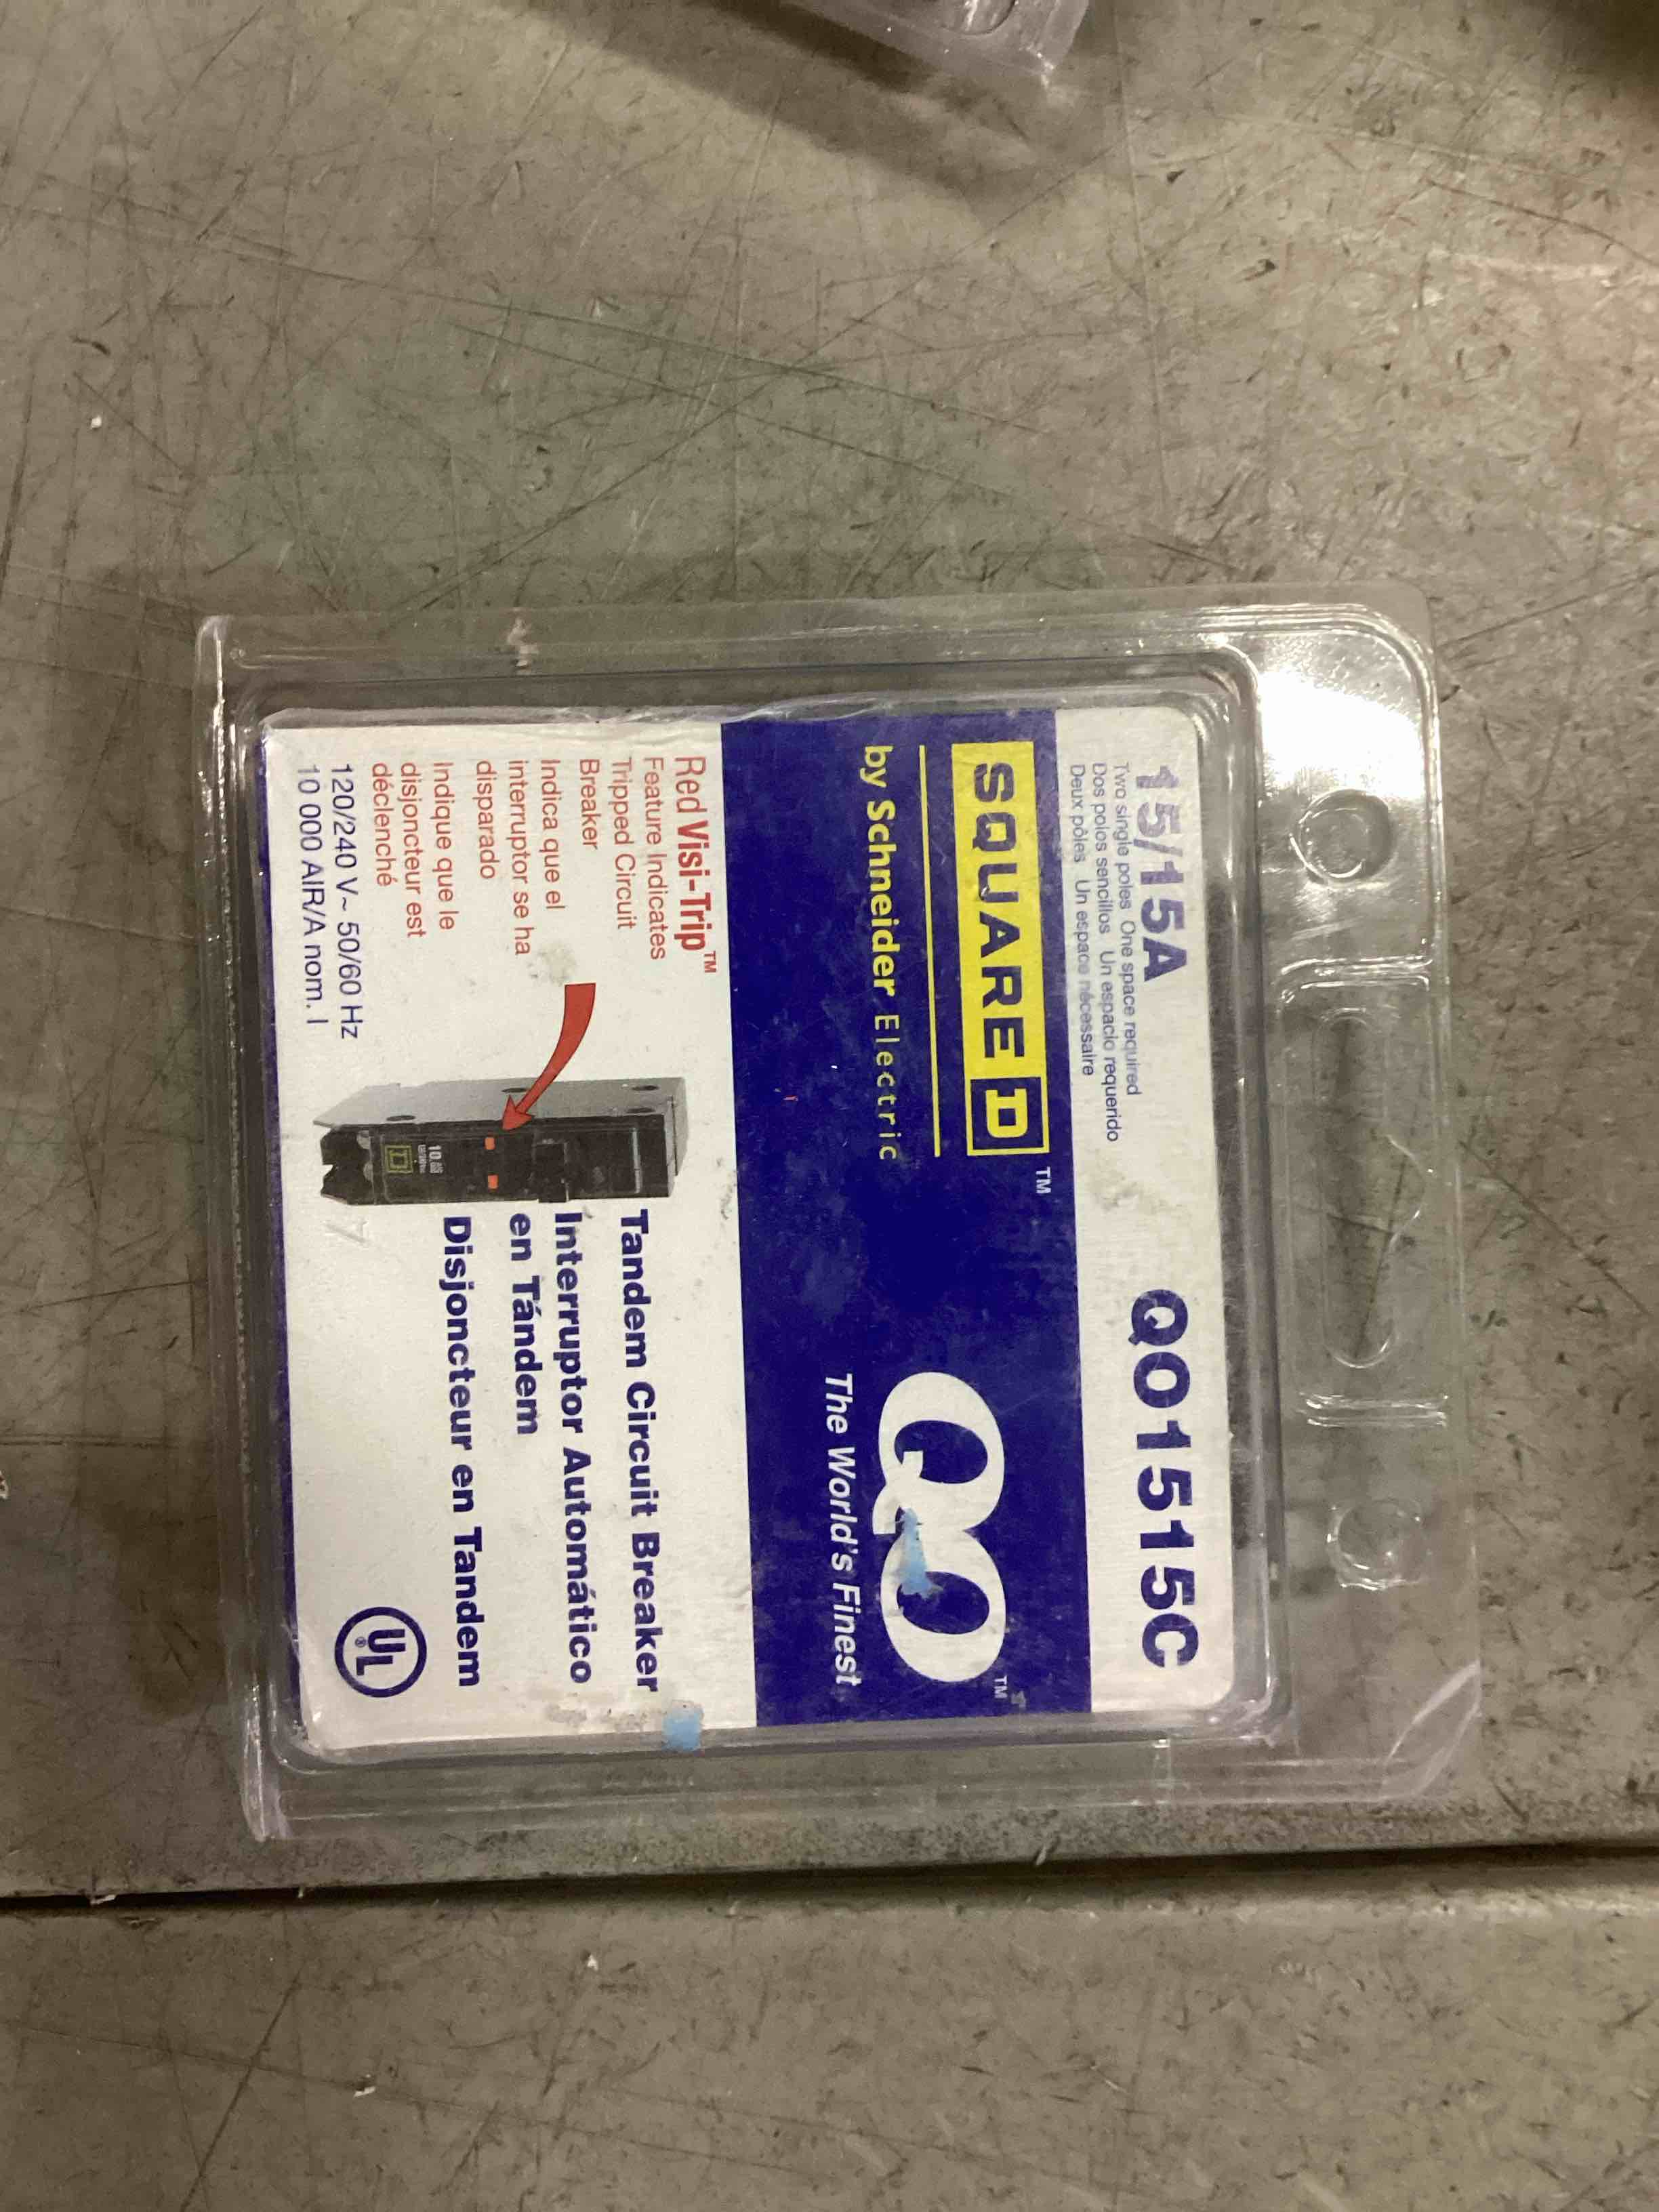 15/15A
Two single poles One space required
Dos polos sencillos Un espacio requerido
Deux pôles Un espace nécessaire
QO1515C
SQUARE D™
by Schneider Electric
QO™
The World's Finest
Red Visi-Trip™
Feature Indicates
Tripped Circuit
Breaker
Indica que el
interruptor se ha
disparado
Indique que le
disjoncteur est
déclenché
120/240 V~ 50/60 Hz
10 000 AIR/A nom. I
Tandem Circuit Breaker
Interruptor Automático
en Tándem
Disjoncteur en Tandem
UL®